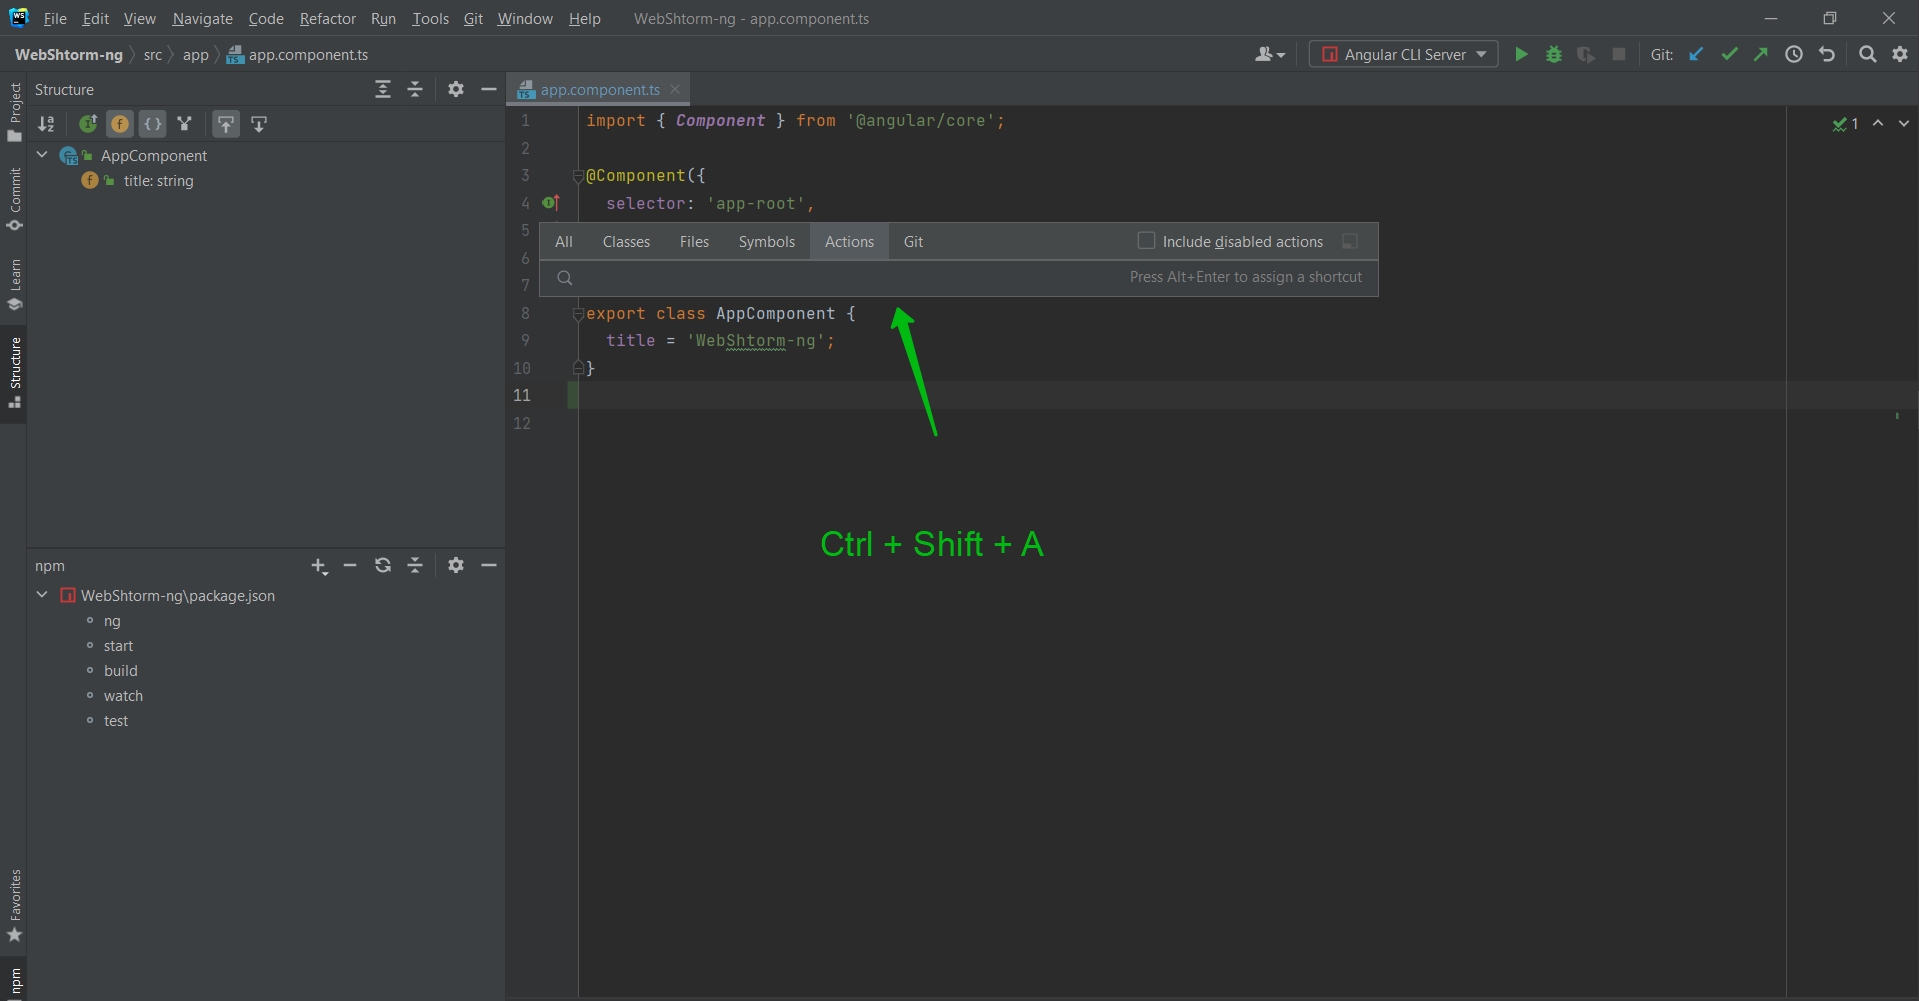 File Edit View Navigate Code Refactor Run Tools Git Window Help WebShtorm-ng - app.component.ts
WebShtorm-ng src app app.component.ts Angular CLI Server Git:
Project
Commit
Learn
Structure
Favorites
npm
Structure
AppComponent
title: string
npm
WebShtorm-ng\package.json
ng
start
build
watch
test
app.component.ts
1 import { Component } from '@angular/core';
2
3 @Component({
4 selector: 'app-root',
5
6
7
All Classes Files Symbols Actions Git Include disabled actions
Press Alt+Enter to assign a shortcut
8 export class AppComponent {
9 title = 'WebShtorm-ng';
10 }
11
12
1
Ctrl + Shift + A